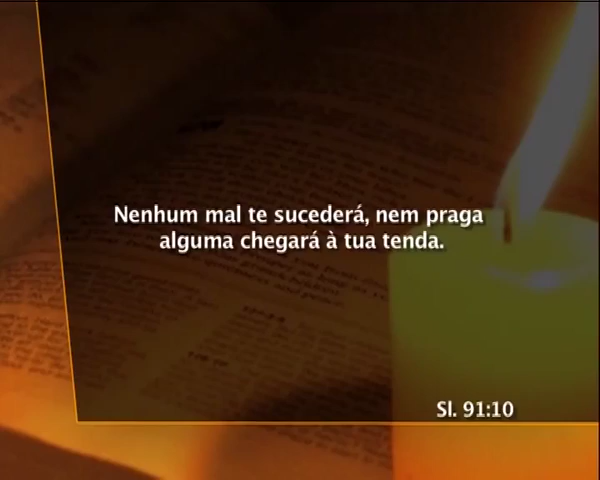 Nenhum mal te sucederá, nem praga
alguma chegará à tua tenda.
Sl. 91:10